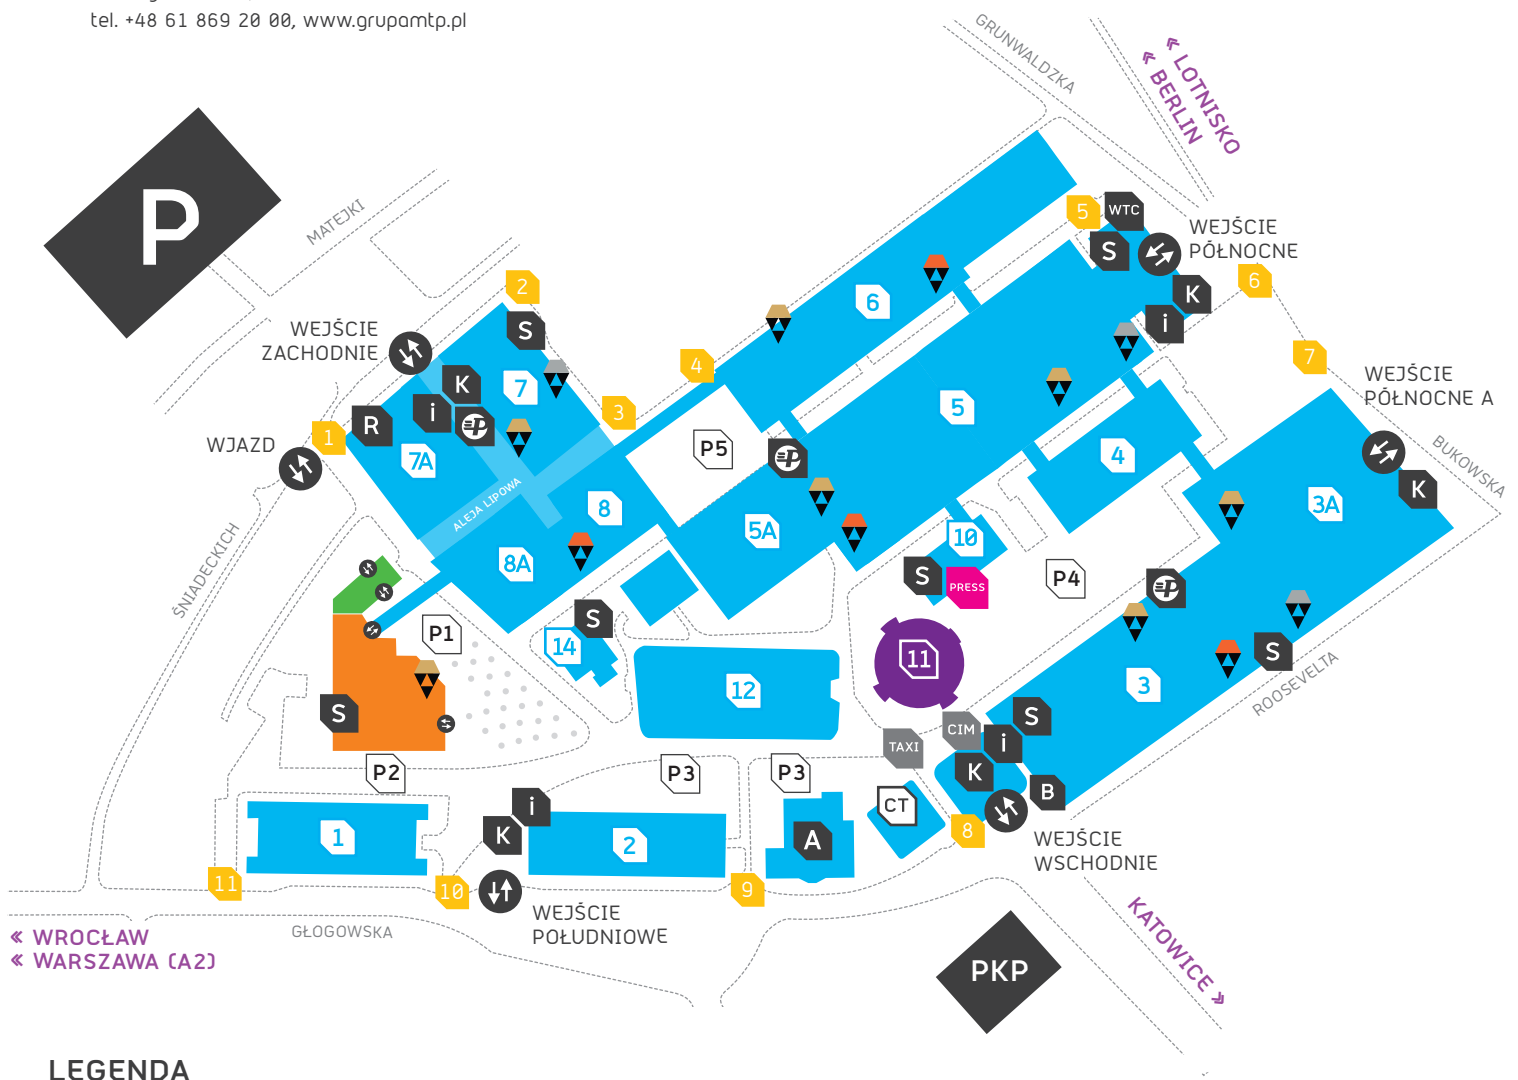 tel. +48 61 869 20 00, www.grupamtp.pl
GRUNWALDZKA
« LOTNISKO
« BERLIN
P
MATEJKI
5
WTC
S
WEJŚCIE
PÓŁNOCNE
K
i
6
7
WEJŚCIE
PÓŁNOCNE A
BUKOWSKA
K
2
S
WEJŚCIE
ZACHODNIE
K
7
i
R
7A
WJAZD
1
3
4
6
5
4
3A
P5
8
5A
ALEJA LIPOWA
8A
10
S
PRESS
P4
ŚNIADECKICH
P1
S
14
S
12
11
3
S
ROOSEVELTA
S
CIM
i
TAXI
K
B
P2
P3
P3
CT
8
WEJŚCIE
WSCHODNIE
1
i
K
2
A
11
10
9
WEJŚCIE
POŁUDNIOWE
GŁOGOWSKA
« WROCŁAW
« WARSZAWA (A2)
PKP
KATOWICE »
LEGENDA